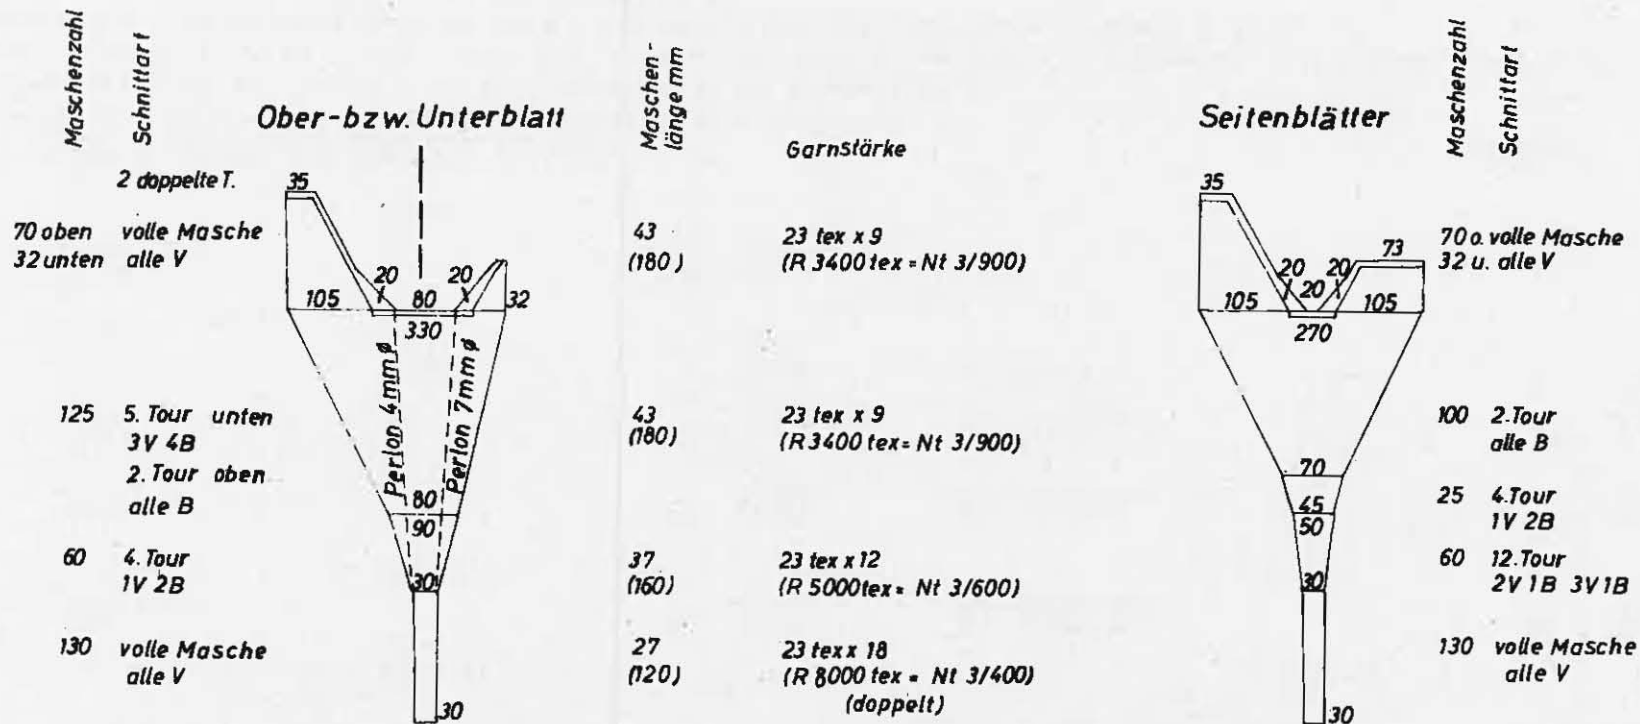 Maschenzahl
Schnittart
Ober-bzw. Unterblatt
Maschen-
länge mm
Garnstärke
Seitenblätter
Maschenzahl
Schnittart
2 doppelte T.
35
35
70 oben volle Masche
32 unten alle V
43
(180)
23 tex x 9
(R 3400 tex = Nt 3/900)
73
70 o. volle Masche
32 u. alle V
20
20
105
80
32
330
20
20
20
105
105
270
Perlon 4mm ø
Perlon 7mm ø
125
5. Tour unten
3V 4B
2. Tour oben
alle B
43
(180)
23 tex x 9
(R 3400 tex = Nt 3/900)
100
2. Tour
alle B
80
90
70
45
50
25
4. Tour
1V 2B
60
4. Tour
1V 2B
30
37
(160)
23 tex x 12
(R 5000 tex = Nt 3/600)
30
60
12. Tour
2V 1B 3V 1B
130
volle Masche
alle V
30
27
(120)
23 tex x 18
(R 8000 tex = Nt 3/400)
(doppelt)
30
130
volle Masche
alle V